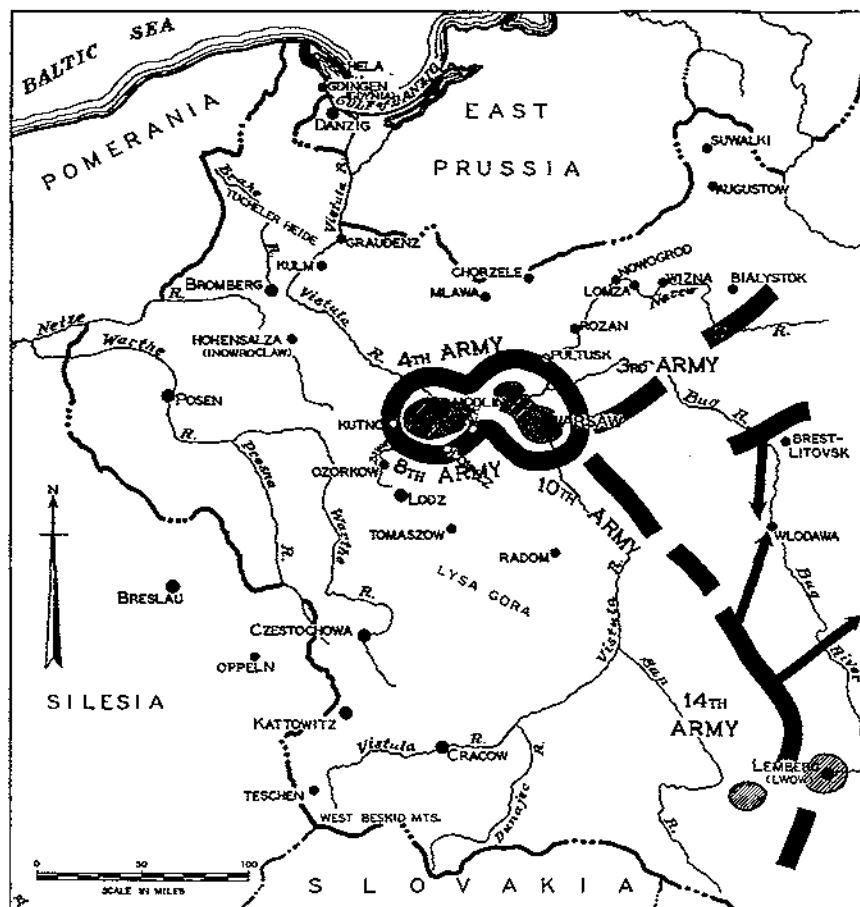 BALTIC SEA
HELA
GDINGEN
(GDYNIA)
GULF OF DANZIG
DANZIG
POMERANIA
EAST
PRUSSIA
SUWALKI
AUGUSTOW
Brahe
R.
TUCHELER HEIDE
Vistula R.
GRAUDENZ
KULM
CHORZELE
MLAWA
NOWOGROD
LOMZA
WIZNA
BIALYSTOK
Narew
R.
BROMBERG
Netze
R.
Vistula
R.
HOHENSALZA
(INOWROCLAW)
ROZAN
PULTUSK
Warthe
R.
POSEN
4TH ARMY
3RD ARMY
MODLIN
WARSAW
KUTNO
Bug R.
BREST-
LITOVSK
OZORKOW
8TH ARMY
10TH
ARMY
LODZ
Prosna
R.
Warthe
R.
TOMASZOW
RADOM
WLODAWA
Bug
River
N
LYSA GORA
BRESLAU
CZESTOCHOWA
OPPELN
Vistula R.
San
R.
SILESIA
14TH
ARMY
KATTOWITZ
Vistula
R.
CRACOW
LEMBERG
(LWOW)
TESCHEN
WEST BESKID MTS.
Dunajec
R.
0 50 100
SCALE IN MILES
SLOVAKIA